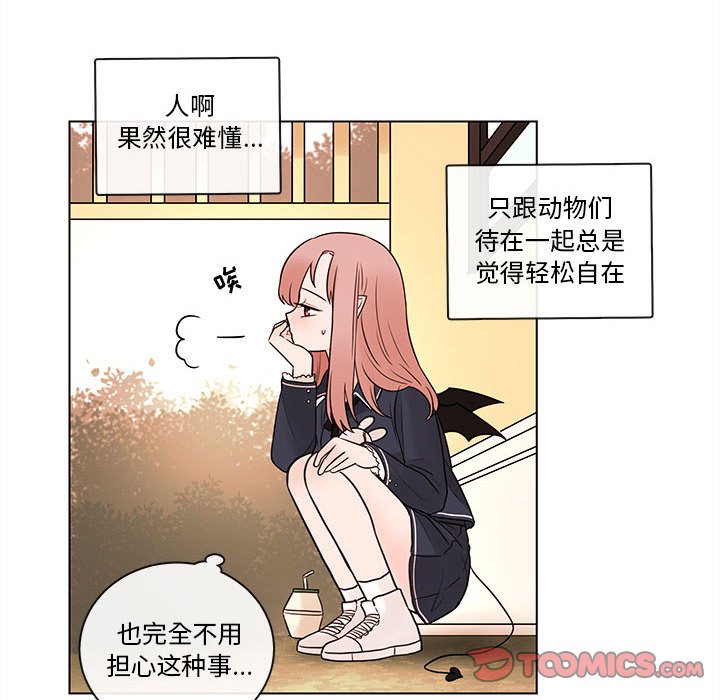 人啊
果然很难懂...
只跟动物们
待在一起总是
觉得轻松自在
唉
也完全不用
担心这种事...
TOOMICS.COM